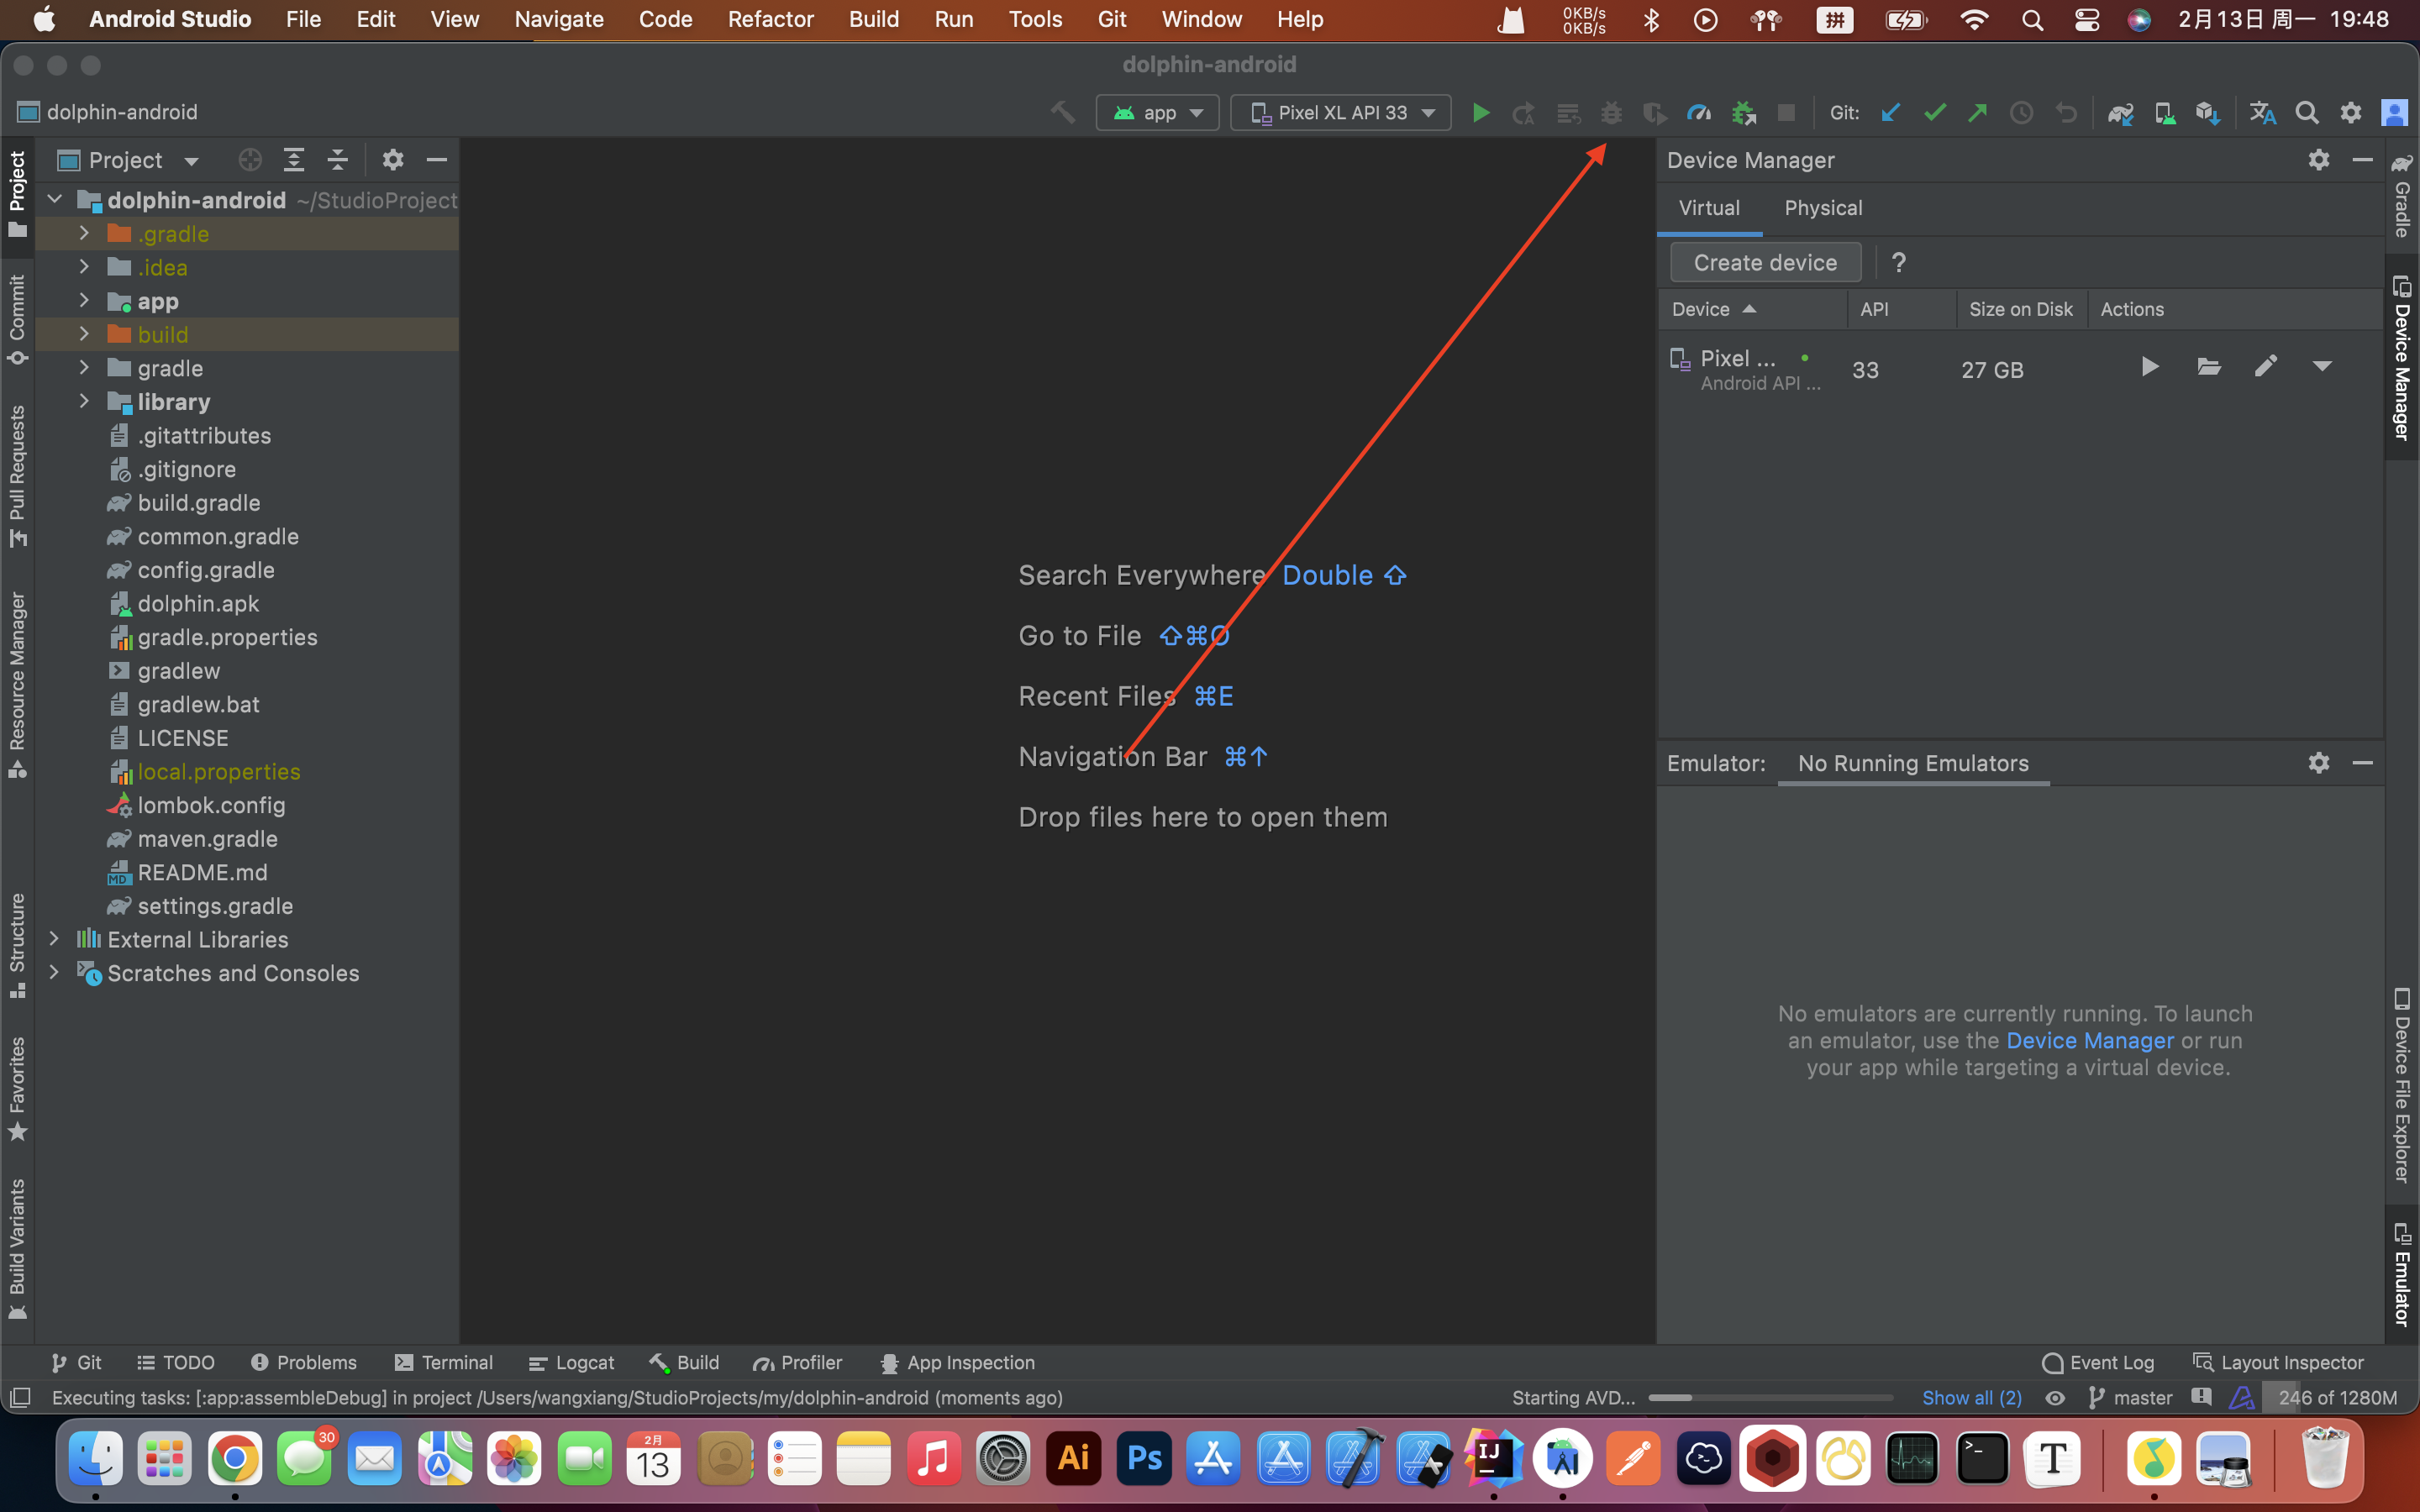 Android Studio File Edit View Navigate Code Refactor Build Run Tools Git Window Help 0KB/s 0KB/s 拼 2月13日 周一 19:48
dolphin-android
dolphin-android app Pixel XL API 33 Git:
Project
dolphin-android ~/StudioProject
.gradle
.idea
app
build
gradle
library
.gitattributes
.gitignore
build.gradle
common.gradle
config.gradle
dolphin.apk
gradle.properties
gradlew
gradlew.bat
LICENSE
local.properties
lombok.config
maven.gradle
README.md
settings.gradle
External Libraries
Scratches and Consoles
Project
Commit
Pull Requests
Resource Manager
Structure
Favorites
Build Variants
Search Everywhere Double ⇧
Go to File ⇧⌘O
Recent Files ⌘E
Navigation Bar ⌘↑
Drop files here to open them
Device Manager
Virtual Physical
Create device ?
Device API Size on Disk Actions
Pixel ... 33 27 GB
Android API ...
Emulator: No Running Emulators
No emulators are currently running. To launch
an emulator, use the Device Manager or run
your app while targeting a virtual device.
Gradle
Device Manager
Device File Explorer
Emulator
Git TODO Problems Terminal Logcat Build Profiler App Inspection Event Log Layout Inspector
Executing tasks: [:app:assembleDebug] in project /Users/wangxiang/StudioProjects/my/dolphin-android (moments ago) Starting AVD... Show all (2) master 246 of 1280M
30
2月
13
Ai
Ps
IJ
T